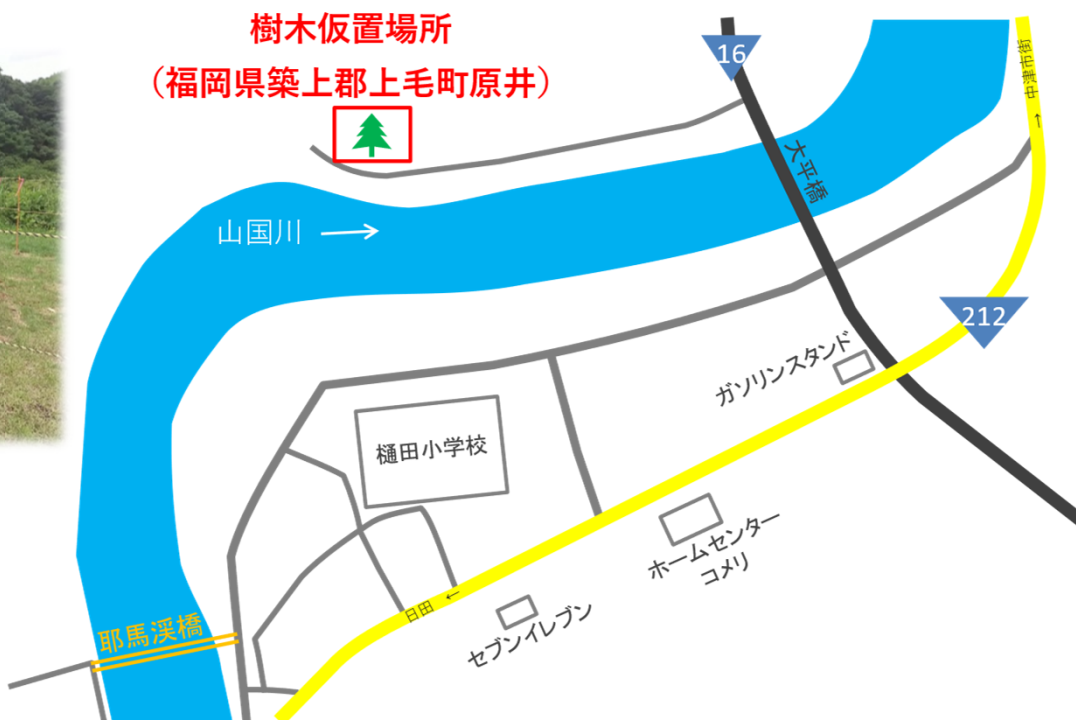 樹木仮置場所
（福岡県築上郡上毛町原井）
16
中津市街
→
大平橋
山国川
→
212
ガソリンスタンド
樋田小学校
ホームセンター
コメリ
日田 ←
セブンイレブン
耶馬渓橋